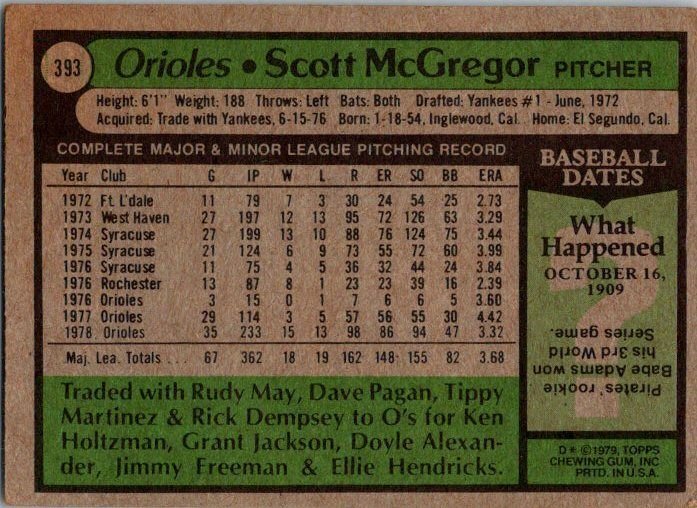 393
Orioles • Scott McGregor PITCHER
Height: 6'1" Weight: 188 Throws: Left Bats: Both Drafted: Yankees #1 - June, 1972
Acquired: Trade with Yankees, 6-15-76 Born: 1-18-54, Inglewood, Cal. Home: El Segundo, Cal.
COMPLETE MAJOR & MINOR LEAGUE PITCHING RECORD
Year Club G IP W L R ER SO BB ERA
1972 Ft. L'dale 11 79 7 3 30 24 54 25 2.73
1973 West Haven 27 197 12 13 95 72 126 63 3.29
1974 Syracuse 27 199 13 10 88 76 124 75 3.44
1975 Syracuse 21 124 6 9 73 55 72 60 3.99
1976 Syracuse 11 75 4 5 36 32 44 24 3.84
1976 Rochester 13 87 8 1 23 23 39 16 2.39
1976 Orioles 3 15 0 1 7 6 6 5 3.60
1977 Orioles 29 114 3 5 57 56 55 30 4.42
1978 Orioles 35 233 15 13 98 86 94 47 3.32
Maj. Lea. Totals . . . 67 362 18 19 162 148 155 82 3.68
Traded with Rudy May, Dave Pagan, Tippy
Martinez & Rick Dempsey to O's for Ken
Holtzman, Grant Jackson, Doyle Alexan-
der, Jimmy Freeman & Ellie Hendricks.
BASEBALL
DATES
What
Happened
OCTOBER 16,
1909
?
Pirates' rookie
Babe Adams won
his 3rd World
Series game.
D* ©1979, TOPPS
CHEWING GUM, INC
PRTD. IN U.S.A.